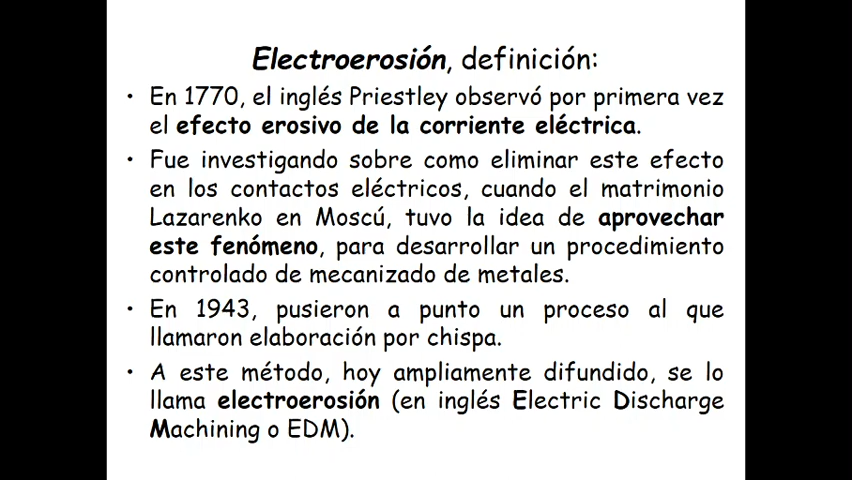 Electroerosión, definición:
• En 1770, el inglés Priestley observó por primera vez
el efecto erosivo de la corriente eléctrica.
• Fue investigando sobre como eliminar este efecto
en los contactos eléctricos, cuando el matrimonio
Lazarenko en Moscú, tuvo la idea de aprovechar
este fenómeno, para desarrollar un procedimiento
controlado de mecanizado de metales.
• En 1943, pusieron a punto un proceso al que
llamaron elaboración por chispa.
• A este método, hoy ampliamente difundido, se lo
llama electroerosión (en inglés Electric Discharge
Machining o EDM).